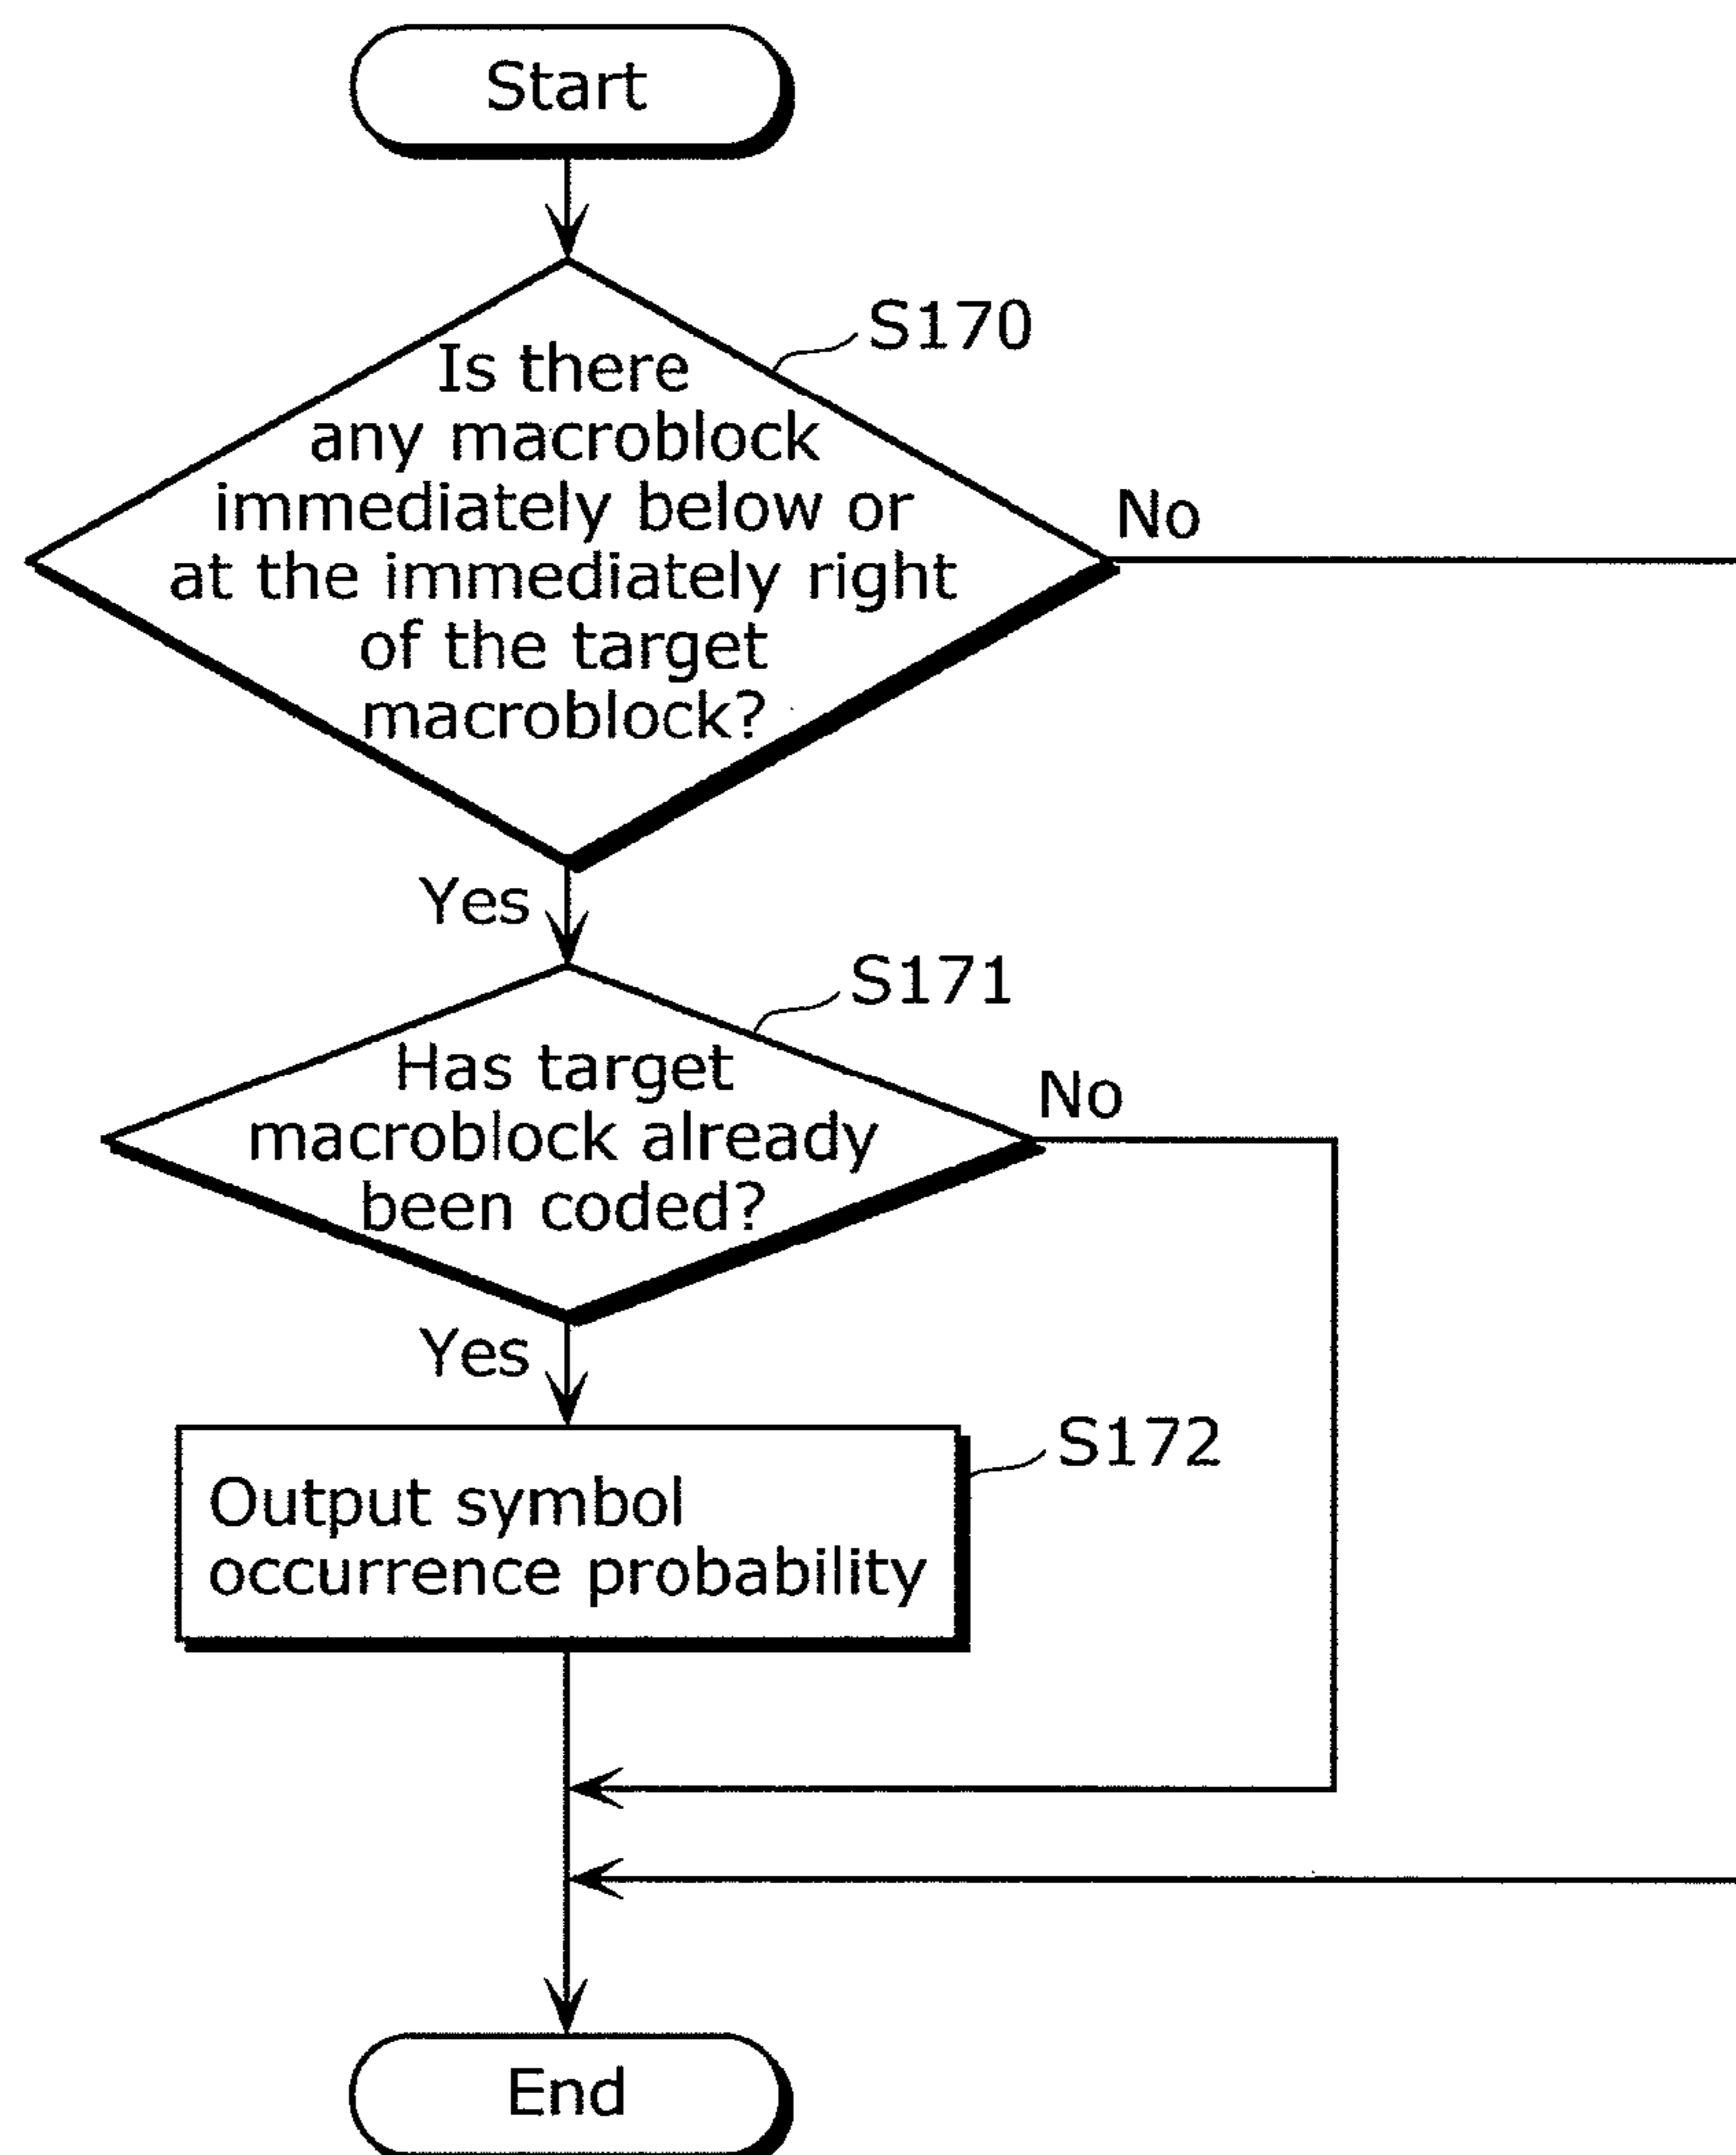 Start
S170
Is there
any macroblock
immediately below or
at the immediately right
of the target
macroblock?
No
Yes
S171
Has target
macroblock already
been coded?
No
Yes
S172
Output symbol
occurrence probability
End